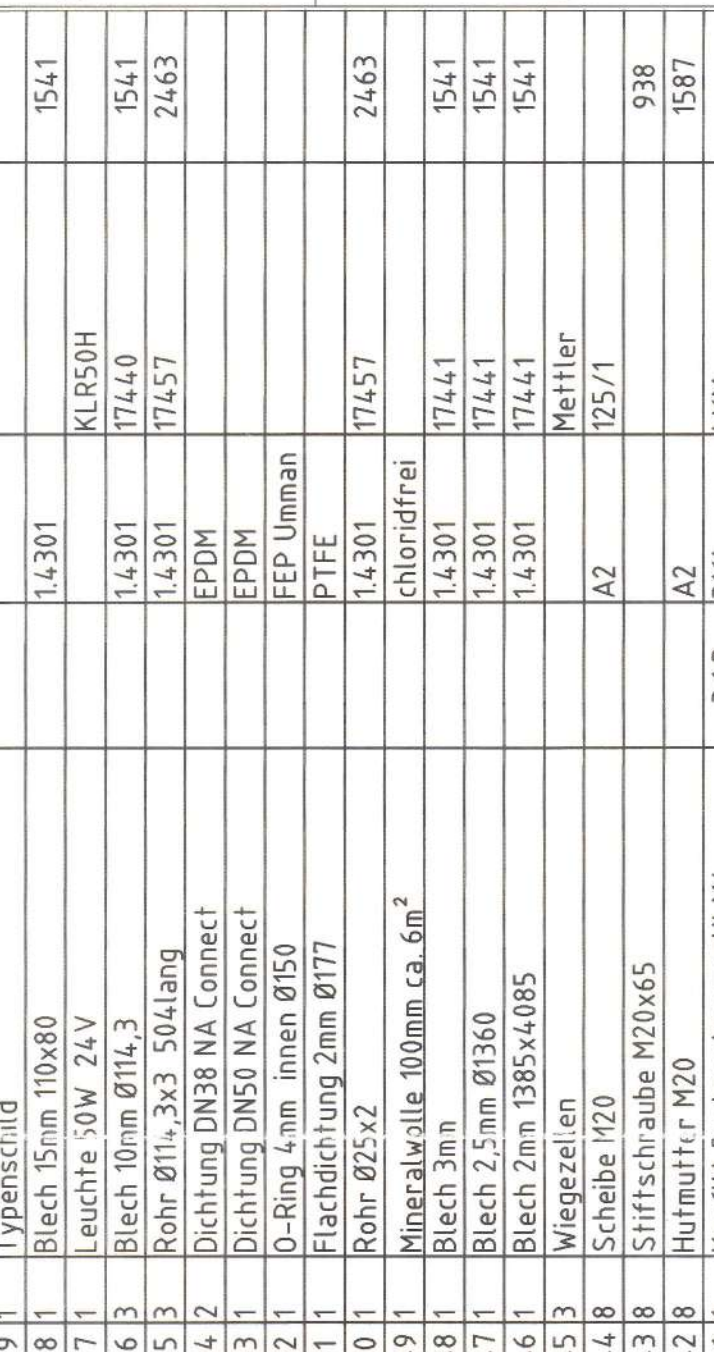 9 1 Typenschild
8 1 Blech 15mm 110x80 1.4301 1541
7 1 Leuchte 50W 24V KLR50H
6 3 Blech 10mm Ø114,3 1.4301 17440 1541
5 3 Rohr Ø114,3x3 504lang 1.4301 17457 2463
4 2 Dichtung DN38 NA Connect EPDM
3 1 Dichtung DN50 NA Connect EPDM
2 1 O-Ring 4mm innen Ø150 FEP Umman
1 1 Flachdichtung 2mm Ø177 PTFE
0 1 Rohr Ø25x2 1.4301 17457 2463
9 1 Mineralwolle 100mm ca. 6m² chloridfrei
8 1 Blech 3mm 1.4301 17441 1541
7 1 Blech 2,5mm Ø1360 1.4301 17441 1541
6 1 Blech 2mm 1385x4085 1.4301 17441 1541
5 3 Wiegezellen Mettler
4 8 Scheibe M20 A2 125/1
3 8 Stiftschraube M20x65 938
2 8 Hutmutter M20 A2 1587